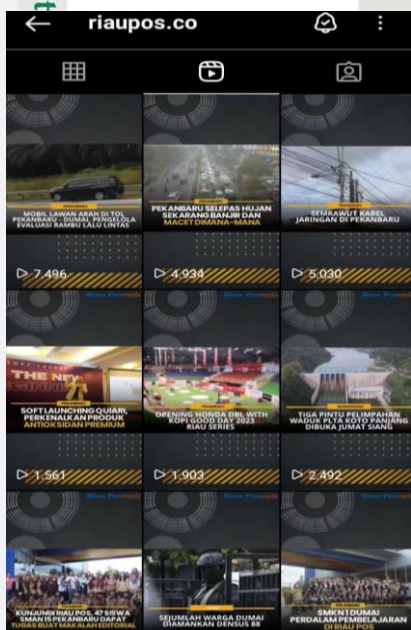 riaupos.co
MOBIL LAWAN ARAH DI TOL
PEKANBARU - DUMAI, PENGELOLA
EVALUASI RAMBU LALU LINTAS
7.496
PEKANBARU SELEPAS HUJAN
SEKARANG BANJIR DAN
MACET DIMANA-MANA
4.934
SEMRAWUT KABEL
JARINGAN DI PEKANBARU
5.030
THE NEW
SOFT LAUNCHING QUIARI,
PERKENALKAN PRODUK
ANTIOKSIDAN PREMIUM
1.561
OPENING HONDA DBL WITH
KOPI GOOD DAY 2023
RIAU SERIES
1.903
TIGA PINTU PELIMPAHAN
WADUK PLTA KOTO PANJANG
DIBUKA JUMAT SIANG
2.492
KUNJUNGI RIAU POS, 47 SISWA
SMAN 15 PEKANBARU DAPAT
TUGAS BUAT MAKALAH EDITORIAL
SEJUMLAH WARGA DUMAI
DIAMANKAN DENSUS 88
SMKN 1 DUMAI
PERDALAM PEMBELAJARAN
DI RIAU POS